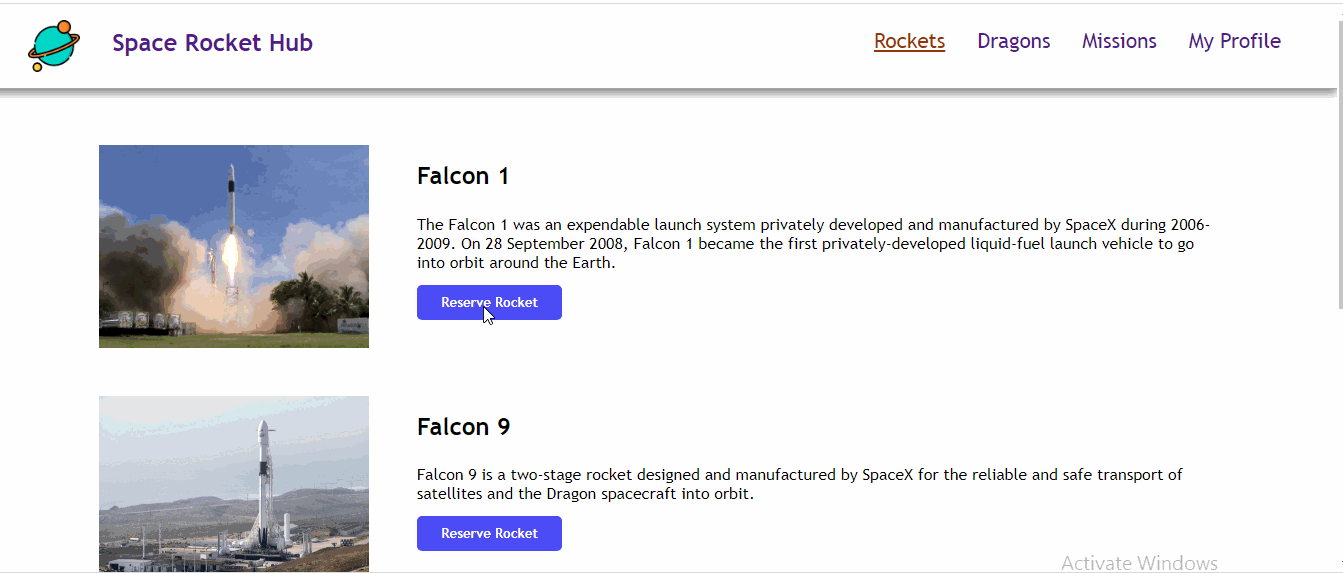 Space Rocket Hub
Rockets Dragons Missions My Profile
Falcon 1
The Falcon 1 was an expendable launch system privately developed and manufactured by SpaceX during 2006-
2009. On 28 September 2008, Falcon 1 became the first privately-developed liquid-fuel launch vehicle to go
into orbit around the Earth.
Reserve Rocket
Falcon 9
Falcon 9 is a two-stage rocket designed and manufactured by SpaceX for the reliable and safe transport of
satellites and the Dragon spacecraft into orbit.
Reserve Rocket
Activate Windows